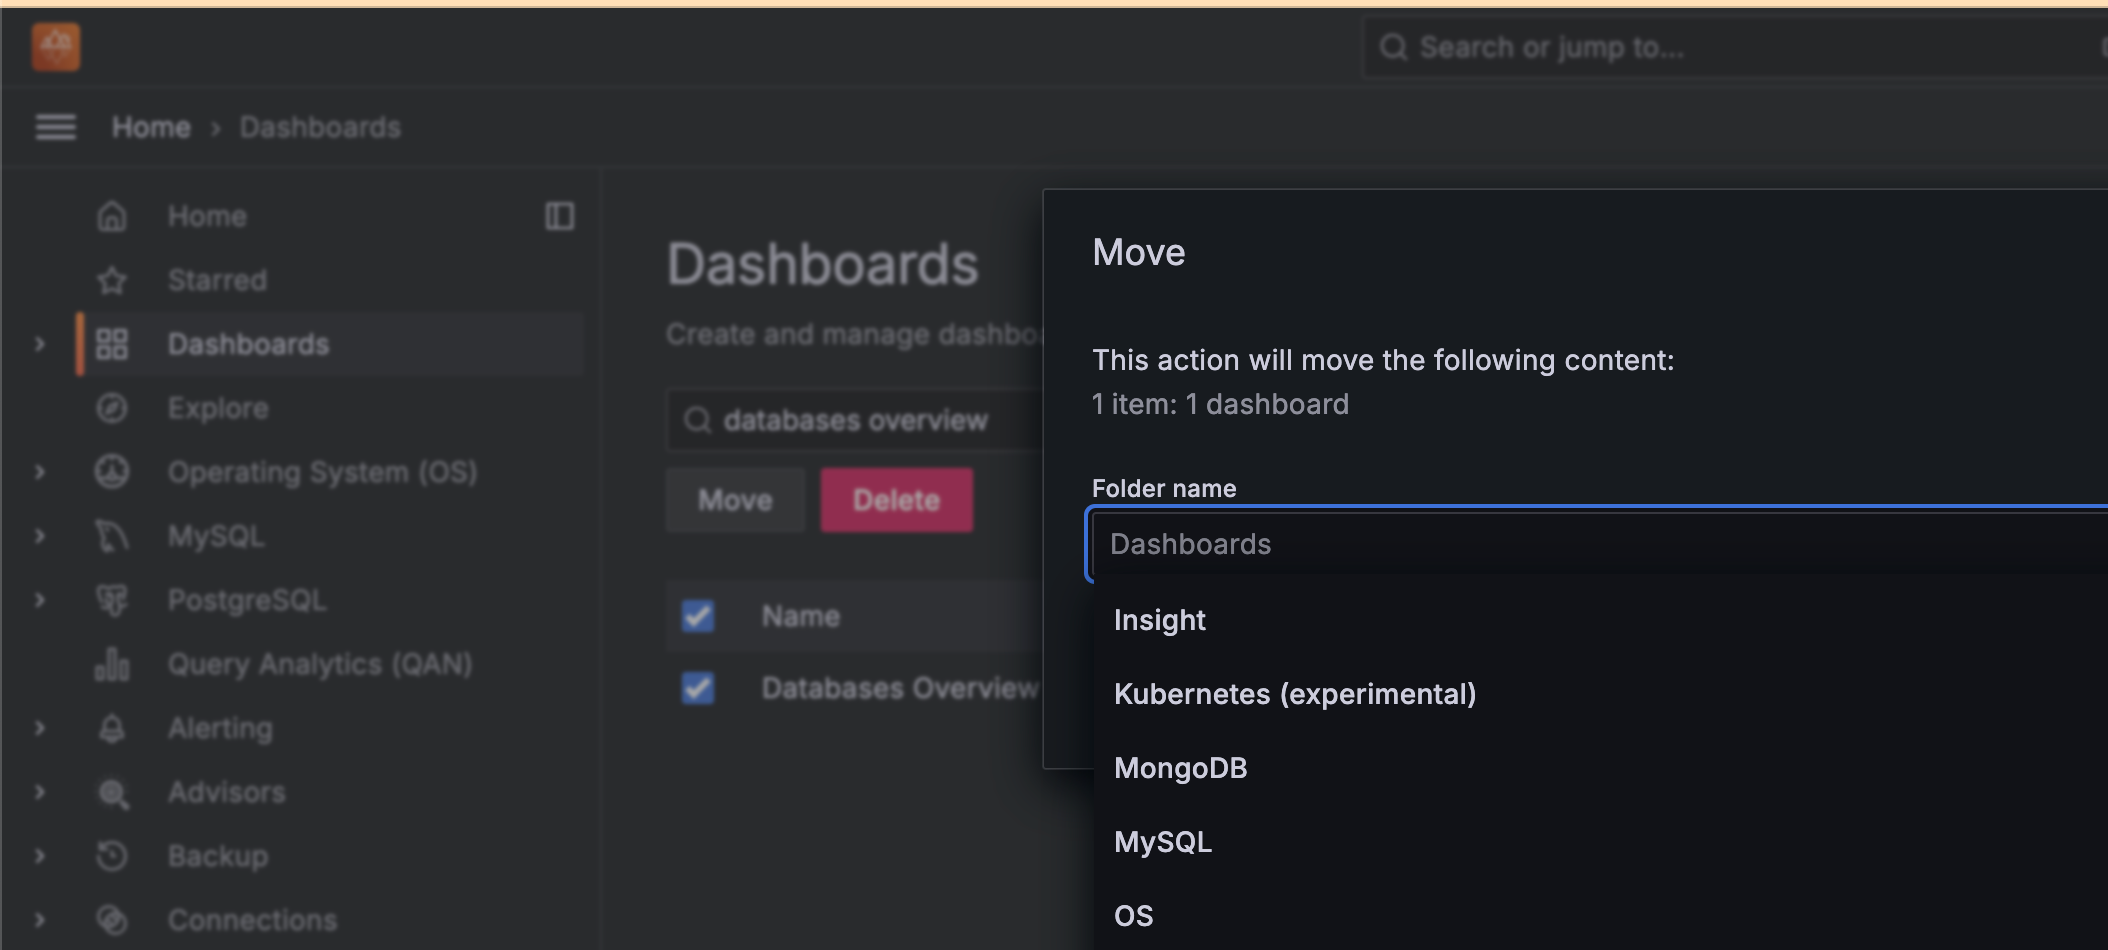 Search or jump to...
Home > Dashboards
Home
Starred
Dashboards
Explore
Operating System (OS)
MySQL
PostgreSQL
Query Analytics (QAN)
Alerting
Advisors
Backup
Connections
Dashboards
Create and manage
databases overview
Move
Delete
Name
Databases Overview
Move
This action will move the following content:
1 item: 1 dashboard
Folder name
Dashboards
Insight
Kubernetes (experimental)
MongoDB
MySQL
OS